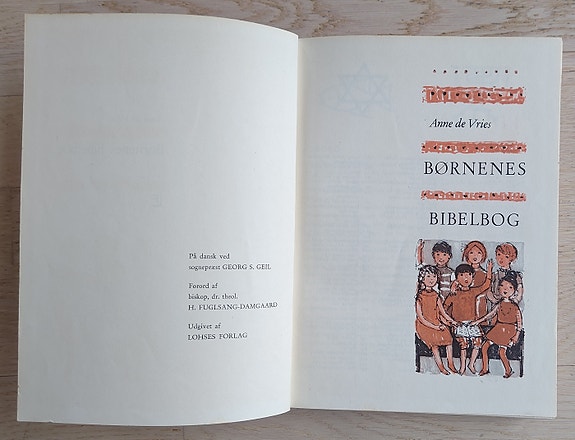 På dansk ved
sognepræst GEORG S. GEIL
Forord af
biskop, dr. theol.
H. FUGLSANG-DAMGAARD
Udgivet af
LOHSES FORLAG
Anne de Vries
BØRNENES
BIBELBOG